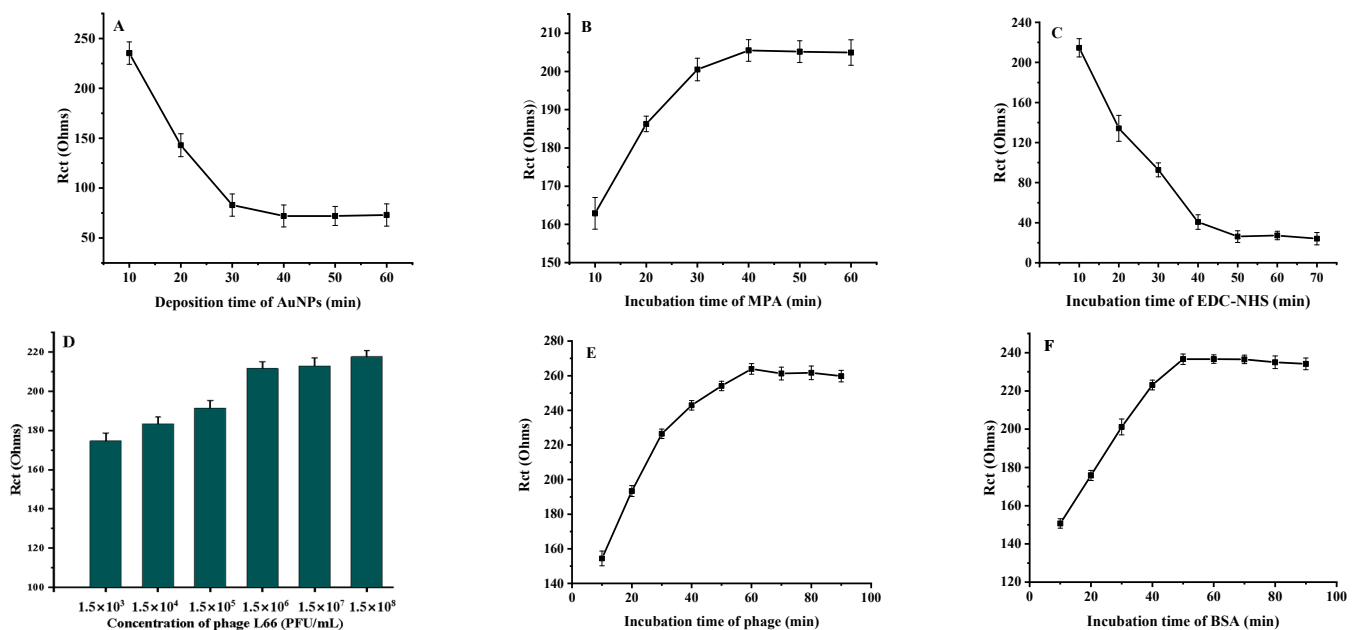 A
Rct (Ohms)
250
200
150
100
50
10 20 30 40 50 60
Deposition time of AuNPs (min)
B
Rct (Ohms))
210
200
190
180
170
160
150
10 20 30 40 50 60
Incubation time of MPA (min)
C
Rct (Ohms)
240
200
160
120
80
40
0
10 20 30 40 50 60 70
Incubation time of EDC-NHS (min)
D
Rct (Ohms)
220
200
180
160
140
120
100
1.5×10³ 1.5×10⁴ 1.5×10⁵ 1.5×10⁶ 1.5×10⁷ 1.5×10⁸
Concentration of phage L66 (PFU/mL)
E
Rct (Ohms)
280
260
240
220
200
180
160
140
0 20 40 60 80 100
Incubation time of phage (min)
F
Rct (Ohms)
240
210
180
150
120
0 20 40 60 80 100
Incubation time of BSA (min)